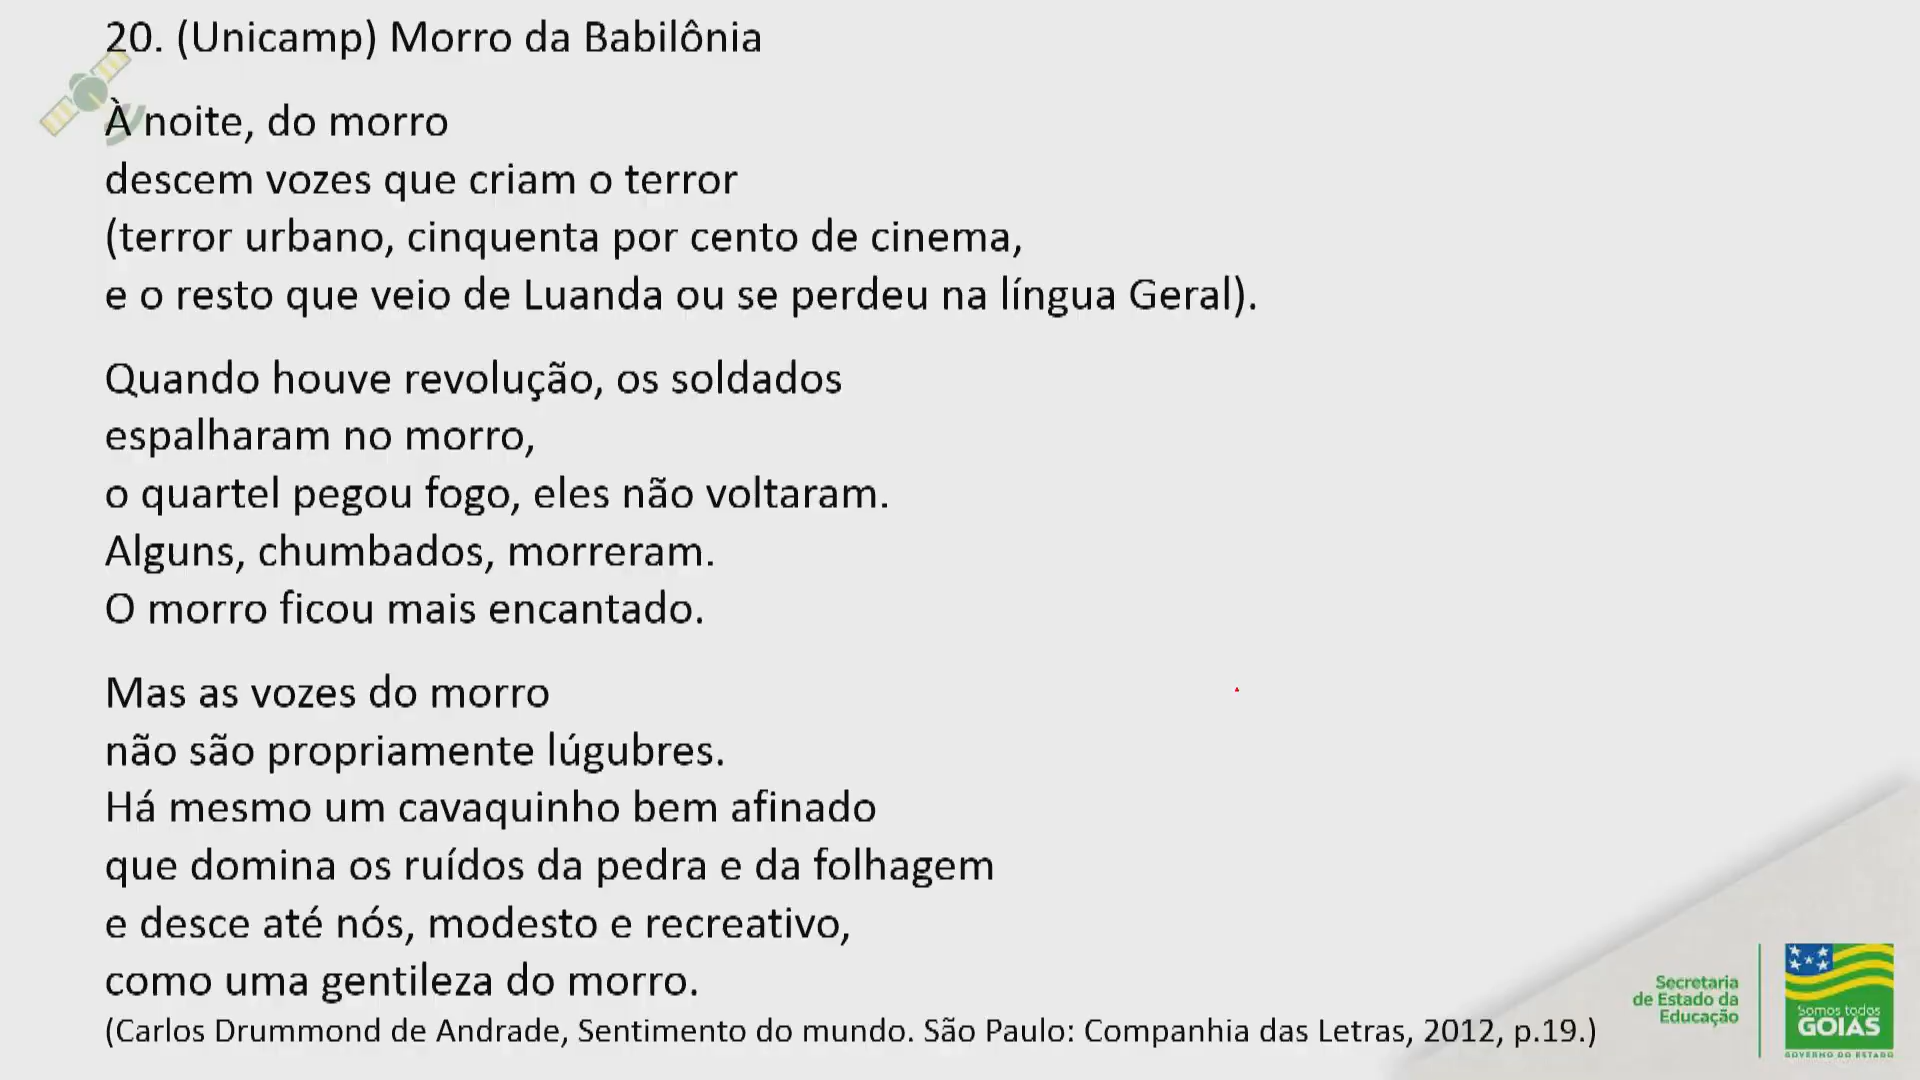 20. (Unicamp) Morro da Babilônia
À noite, do morro
descem vozes que criam o terror
(terror urbano, cinquenta por cento de cinema,
e o resto que veio de Luanda ou se perdeu na língua Geral).
Quando houve revolução, os soldados
espalharam no morro,
o quartel pegou fogo, eles não voltaram.
Alguns, chumbados, morreram.
O morro ficou mais encantado.
Mas as vozes do morro
não são propriamente lúgubres.
Há mesmo um cavaquinho bem afinado
que domina os ruídos da pedra e da folhagem
e desce até nós, modesto e recreativo,
como uma gentileza do morro.
(Carlos Drummond de Andrade, Sentimento do mundo. São Paulo: Companhia das Letras, 2012, p.19.)
Secretaria
de Estado da
Educação
Somos todos
GOIÁS
GOVERNO DO ESTADO